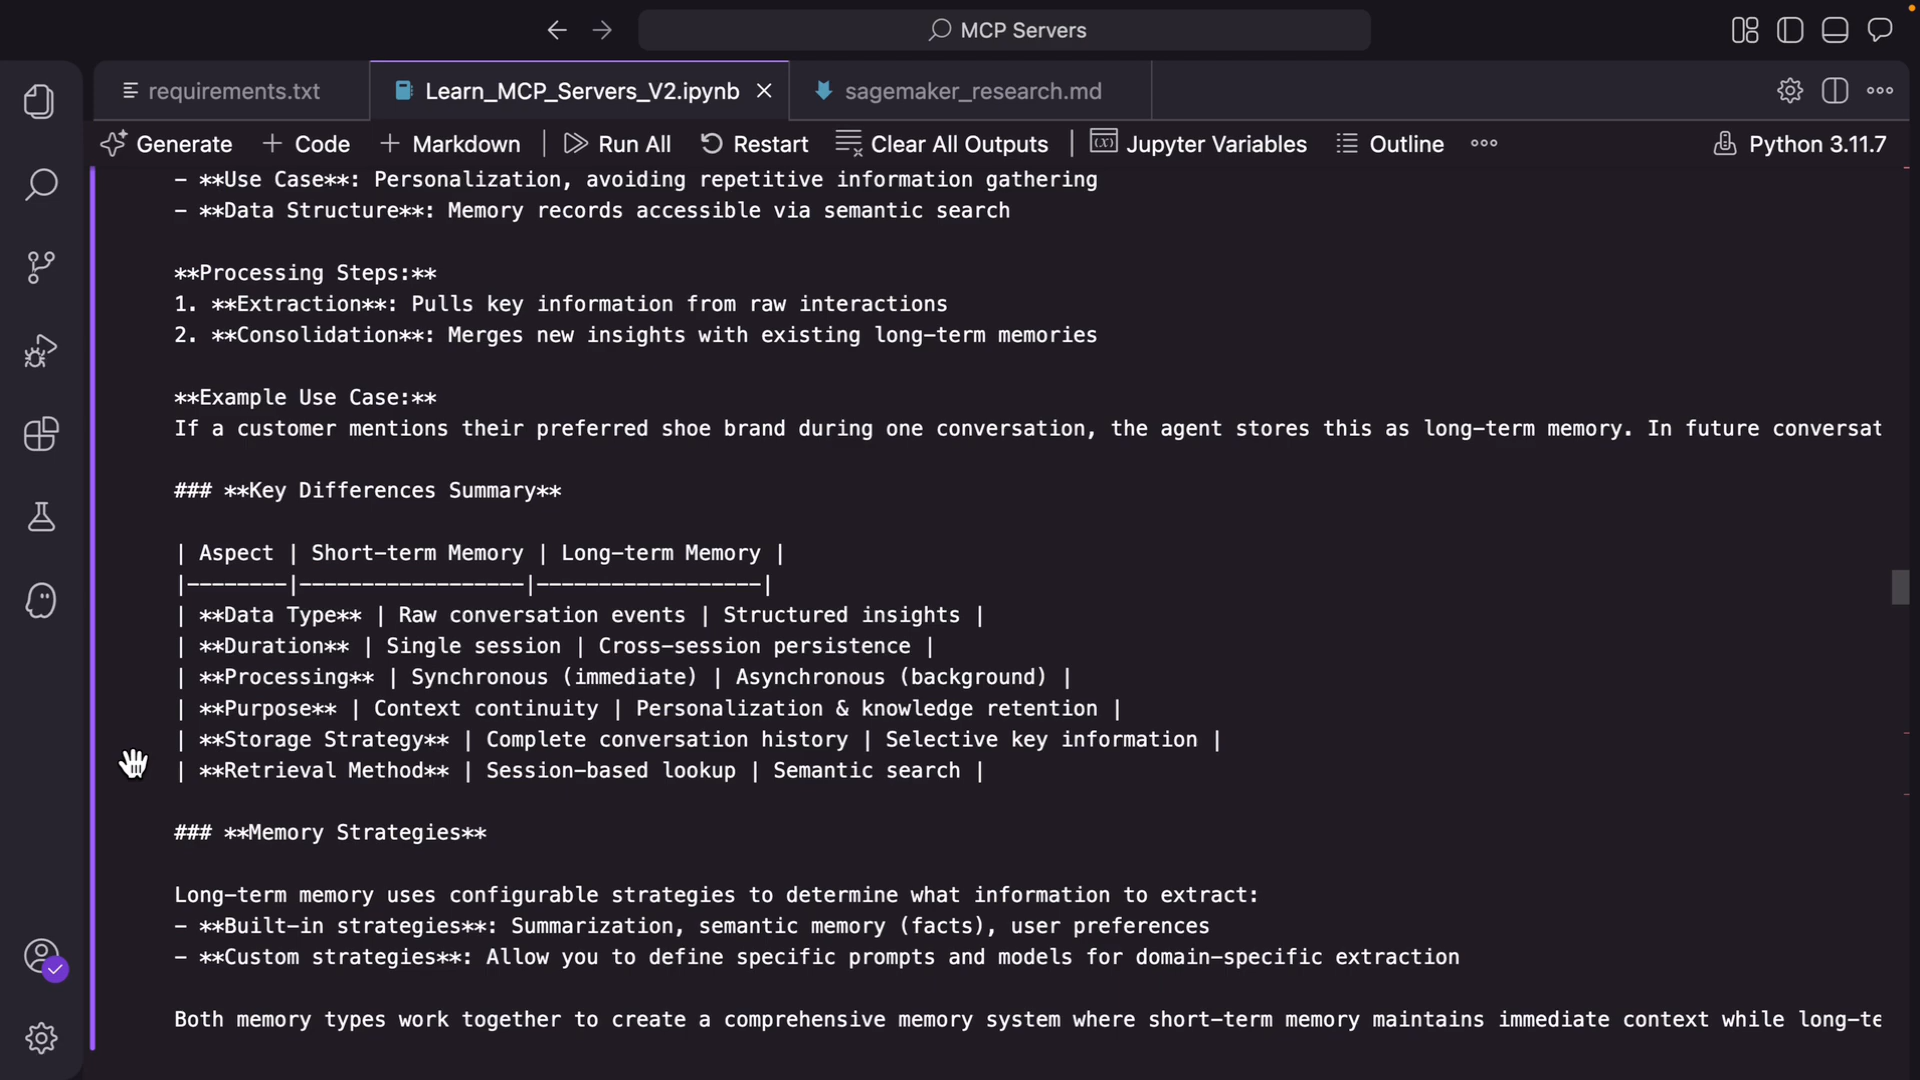 MCP Servers
requirements.txt
Learn_MCP_Servers_V2.ipynb
sagemaker_research.md
Generate
Code
Markdown
Run All
Restart
Clear All Outputs
Jupyter Variables
Outline
Python 3.11.7
- **Use Case**: Personalization, avoiding repetitive information gathering
- **Data Structure**: Memory records accessible via semantic search
**Processing Steps:**
1. **Extraction**: Pulls key information from raw interactions
2. **Consolidation**: Merges new insights with existing long-term memories
**Example Use Case:**
If a customer mentions their preferred shoe brand during one conversation, the agent stores this as long-term memory. In future conversat
### **Key Differences Summary**
| Aspect | Short-term Memory | Long-term Memory |
|--------|------------------|------------------|
| **Data Type** | Raw conversation events | Structured insights |
| **Duration** | Single session | Cross-session persistence |
| **Processing** | Synchronous (immediate) | Asynchronous (background) |
| **Purpose** | Context continuity | Personalization & knowledge retention |
| **Storage Strategy** | Complete conversation history | Selective key information |
| **Retrieval Method** | Session-based lookup | Semantic search |
### **Memory Strategies**
Long-term memory uses configurable strategies to determine what information to extract:
- **Built-in strategies**: Summarization, semantic memory (facts), user preferences
- **Custom strategies**: Allow you to define specific prompts and models for domain-specific extraction
Both memory types work together to create a comprehensive memory system where short-term memory maintains immediate context while long-te